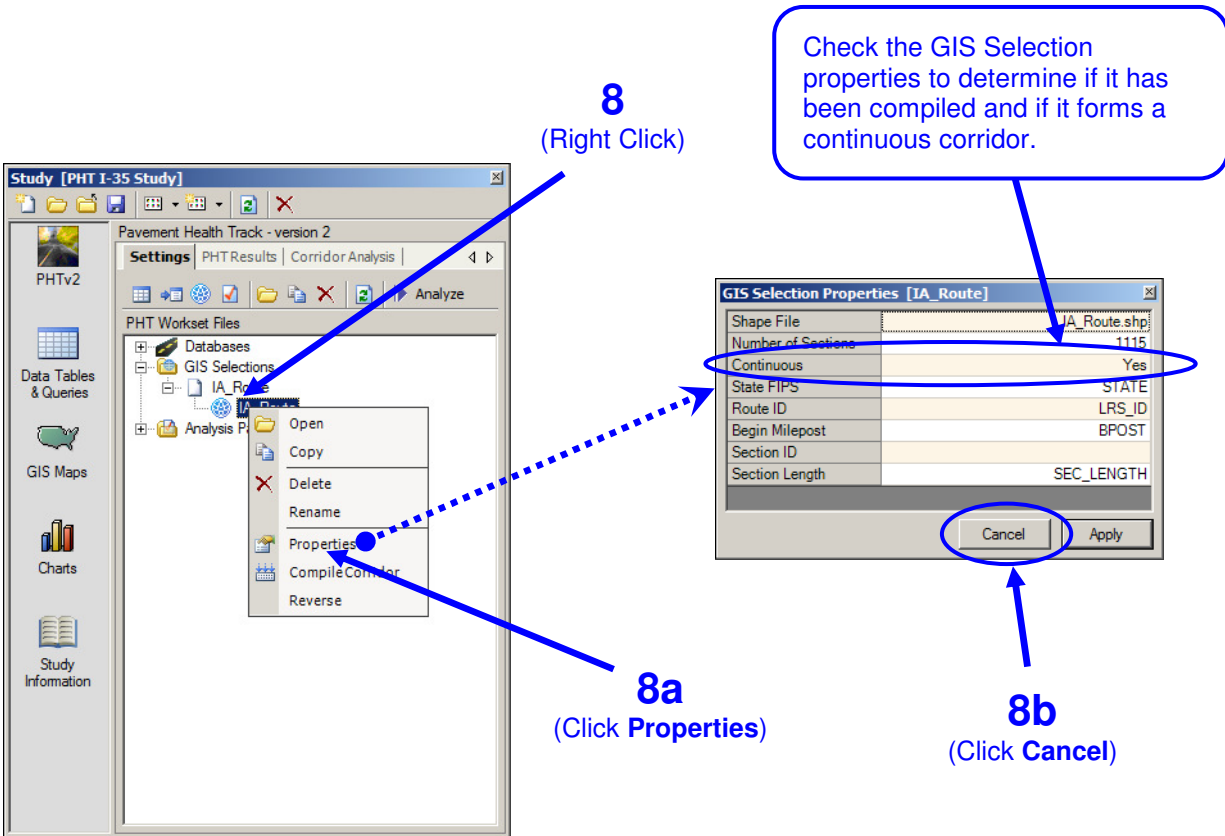 Check the GIS Selection
properties to determine if it has
been compiled and if it forms a
continuous corridor.
8
(Right Click)
Study [PHT I-35 Study]
Pavement Health Track - version 2
Settings PHT Results Corridor Analysis
Analyze
PHT Workset Files
PHTv2
Data Tables
& Queries
GIS Maps
Charts
Study
Information
Databases
GIS Selections
IA_Route
IA_Route
Analysis
Open
Copy
Delete
Rename
Properties
Compile Corridor
Reverse
GIS Selection Properties [IA_Route]
Shape File IA_Route.shp
Number of Sections 1115
Continuous Yes
State FIPS STATE
Route ID LRS_ID
Begin Milepost BPOST
Section ID
Section Length SEC_LENGTH
Cancel Apply
8a
(Click Properties)
8b
(Click Cancel)